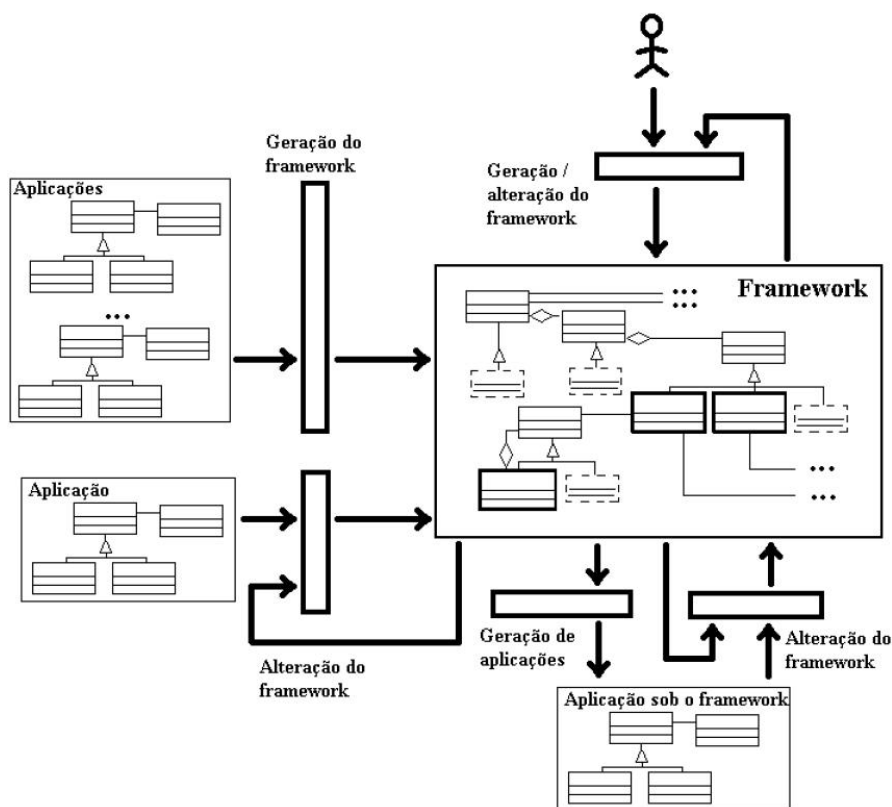 Geração do
framework
Geração /
alteração do
framework
Aplicações
...
Framework
...
...
Aplicação
...
...
Alteração do
framework
Geração de
aplicações
Alteração do
framework
Aplicação sob o framework